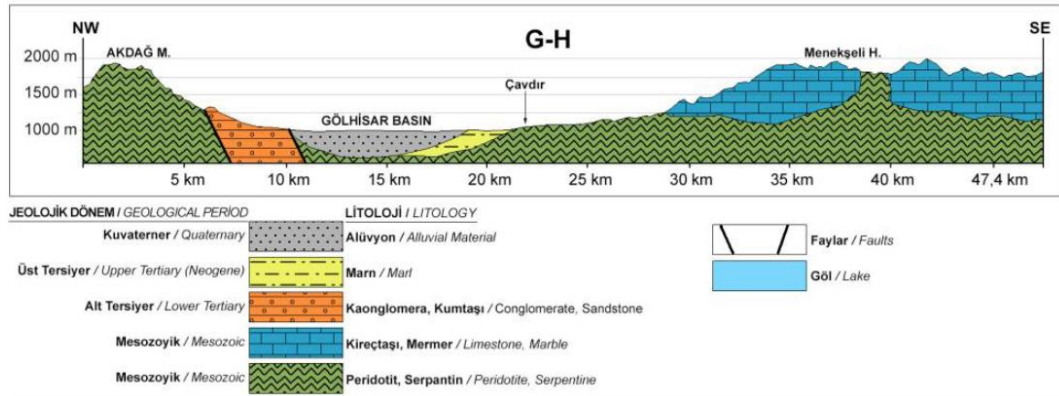 NW
G-H
SE
AKDAĞ M.
Menekşeli H.
2000 m
1500 m
1000 m
Çavdır
GÖLHİSAR BASIN
5 km
10 km
15 km
20 km
25 km
30 km
35 km
40 km
47,4 km
JEOLOJİK DÖNEM / GEOLOGICAL PERIOD
LİTOLOJİ / LITOLOGY
Kuvaterner / Quaternary
Alüvyon / Alluvial Material
Faylar / Faults
Üst Tersiyer / Upper Tertiary (Neogene)
Marn / Marl
Göl / Lake
Alt Tersiyer / Lower Tertiary
Kaonglomera, Kumtaşı / Conglomerate, Sandstone
Mesozoyik / Mesozoic
Kireçtaşı, Mermer / Limestone, Marble
Mesozoyik / Mesozoic
Peridotit, Serpantin / Peridotite, Serpentine